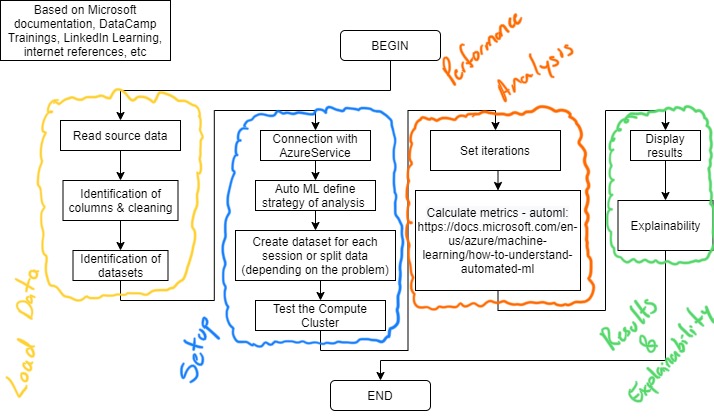 Based on Microsoft
documentation, DataCamp
Trainings, LinkedIn Learning,
internet references, etc
BEGIN
Performance
Analysis
Read source data
Identification of
columns & cleaning
Identification of
datasets
Load Data
Connection with
AzureService
Auto ML define
strategy of analysis
Create dataset for each
session or split data
(depending on the problem)
Test the Compute
Cluster
Setup
Set iterations
Calculate metrics - automl:
https://docs.microsoft.com/en-
us/azure/machine-
learning/how-to-understand-
automated-ml
Display
results
Explainability
Results
&
Explainability
END